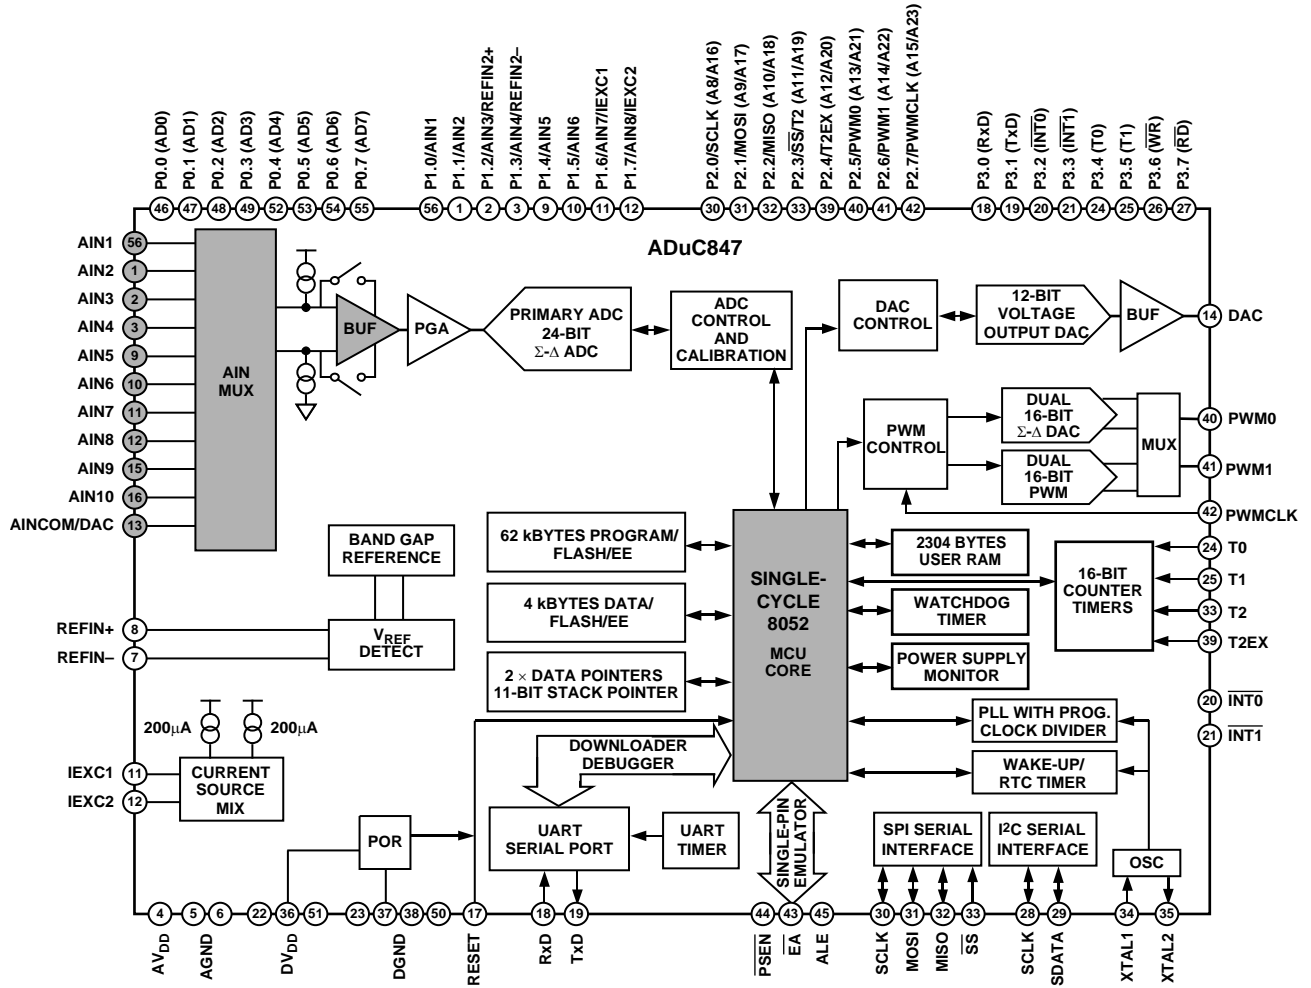 P0.0 (AD0)
P0.1 (AD1)
P0.2 (AD2)
P0.3 (AD3)
P0.4 (AD4)
P0.5 (AD5)
P0.6 (AD6)
P0.7 (AD7)
P1.0/AIN1
P1.1/AIN2
P1.2/AIN3/REFIN2+
P1.3/AIN4/REFIN2–
P1.4/AIN5
P1.5/AIN6
P1.6/AIN7/IEXC1
P1.7/AIN8/IEXC2
P2.0/SCLK (A8/A16)
P2.1/MOSI (A9/A17)
P2.2/MISO (A10/A18)
P2.3/SS/T2 (A11/A19)
P2.4/T2EX (A12/A20)
P2.5/PWM0 (A13/A21)
P2.6/PWM1 (A14/A22)
P2.7/PWMCLK (A15/A23)
P3.0 (RxD)
P3.1 (TxD)
P3.2 (INT0)
P3.3 (INT1)
P3.4 (T0)
P3.5 (T1)
P3.6 (WR)
P3.7 (RD)
46 47 48 49 52 53 54 55 56 1 2 3 9 10 11 12 30 31 32 33 39 40 41 42 18 19 20 21 24 25 26 27
ADuC847
AIN1 56
AIN2 1
AIN3 2
AIN4 3
AIN5 9
AIN6 10
AIN7 11
AIN8 12
AIN9 15
AIN10 16
AINCOM/DAC 13
AIN
MUX
BUF
PGA
PRIMARY ADC
24-BIT
Σ-Δ ADC
ADC
CONTROL
AND
CALIBRATION
DAC
CONTROL
12-BIT
VOLTAGE
OUTPUT DAC
BUF
14 DAC
PWM
CONTROL
DUAL
16-BIT
Σ-Δ DAC
DUAL
16-BIT
PWM
MUX
40 PWM0
41 PWM1
42 PWMCLK
BAND GAP
REFERENCE
REFIN+ 8
REFIN– 7
VREF
DETECT
62 kBYTES PROGRAM/
FLASH/EE
4 kBYTES DATA/
FLASH/EE
2 × DATA POINTERS
11-BIT STACK POINTER
SINGLE-
CYCLE
8052
MCU
CORE
2304 BYTES
USER RAM
WATCHDOG
TIMER
POWER SUPPLY
MONITOR
16-BIT
COUNTER
TIMERS
24 T0
25 T1
33 T2
39 T2EX
20 INT0
21 INT1
PLL WITH PROG.
CLOCK DIVIDER
WAKE-UP/
RTC TIMER
200µA
200µA
IEXC1 11
IEXC2 12
CURRENT
SOURCE
MIX
DOWNLOADER
DEBUGGER
POR
UART
SERIAL PORT
UART
TIMER
SINGLE-PIN
EMULATOR
SPI SERIAL
INTERFACE
I2C SERIAL
INTERFACE
OSC
4 5 6 22 36 51 23 37 38 50 17 18 19 44 43 45 30 31 32 33 28 29 34 35
AVDD
AGND
DVDD
DGND
RESET
RxD
TxD
PSEN
EA
ALE
SCLK
MOSI
MISO
SS
SCLK
SDATA
XTAL1
XTAL2